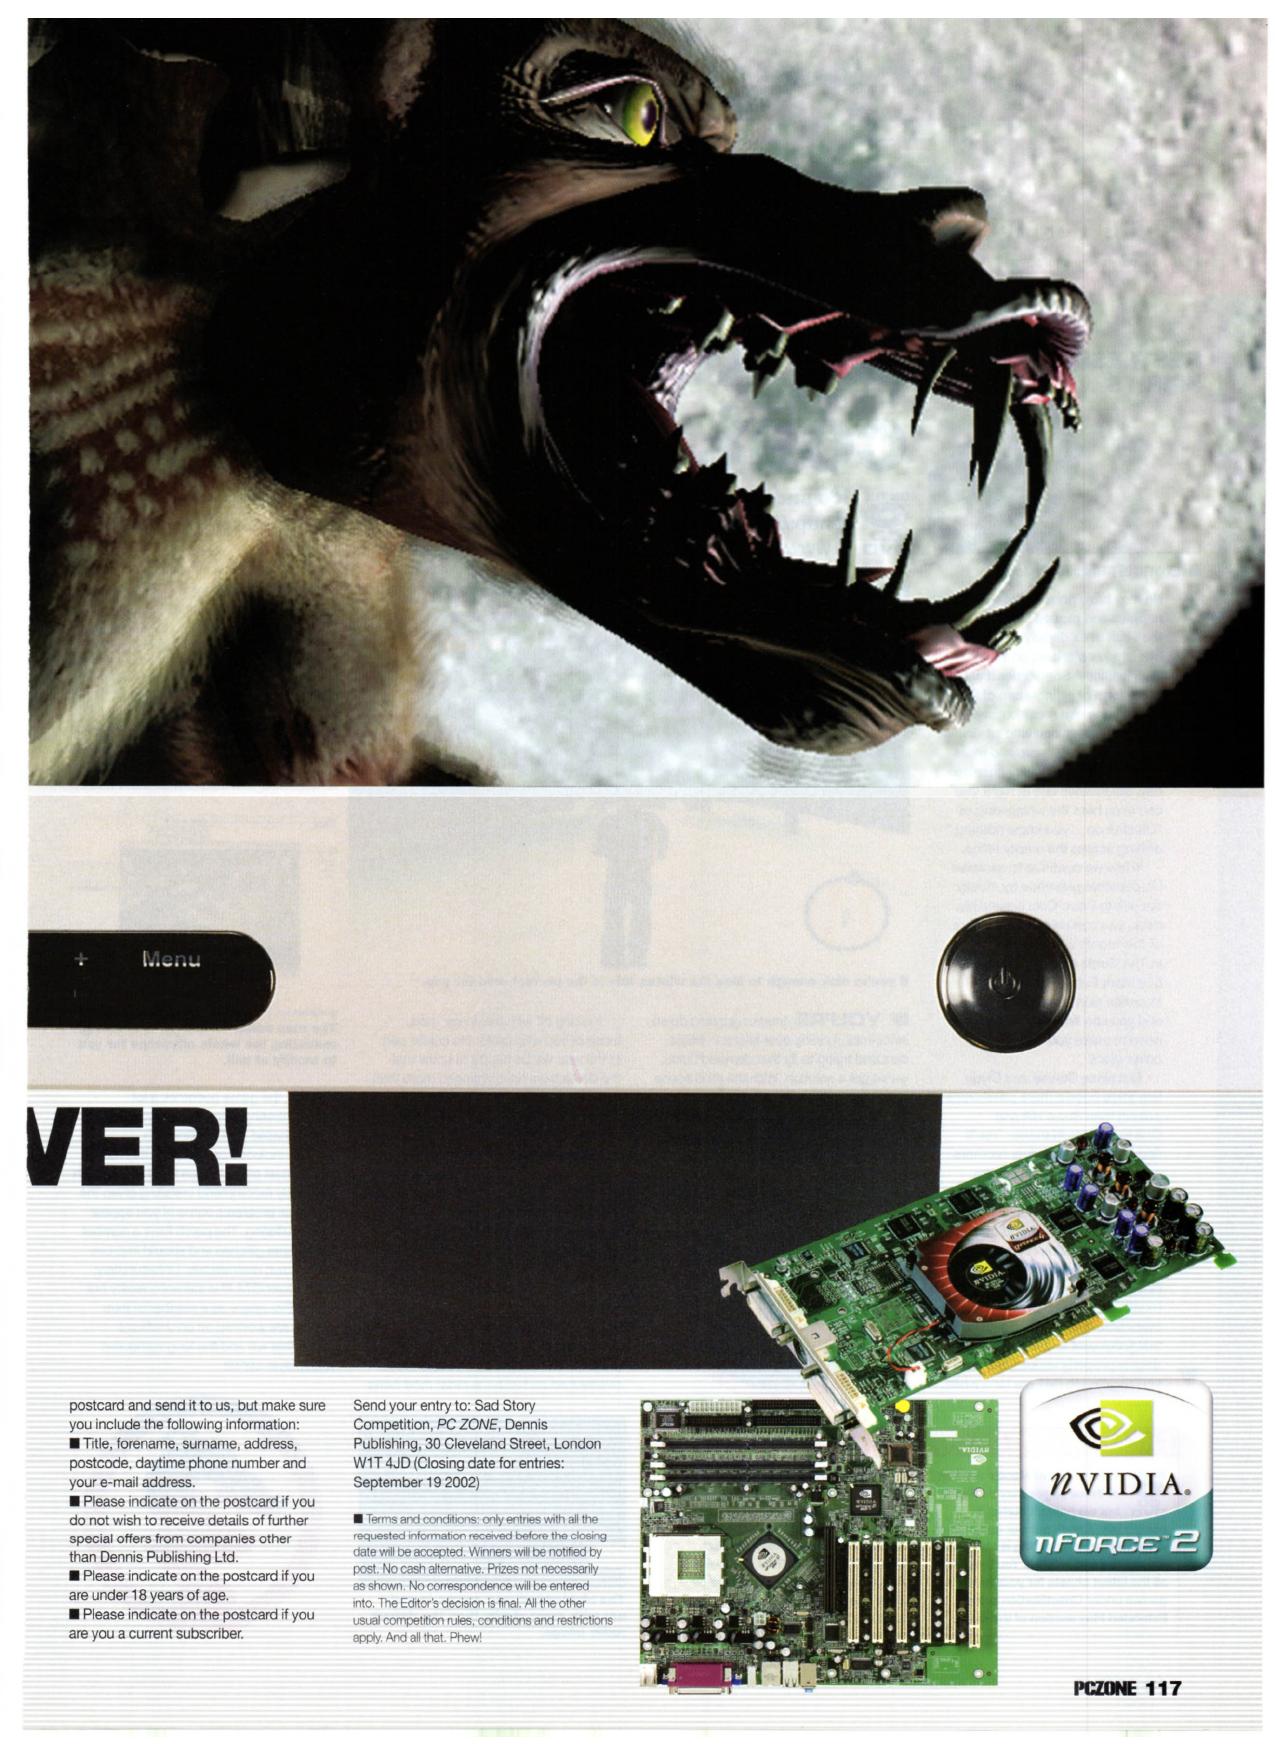 + Menu
VER!
postcard and send it to us, but make sure
you include the following information:
■ Title, forename, surname, address,
postcode, daytime phone number and
your e-mail address.
■ Please indicate on the postcard if you
do not wish to receive details of further
special offers from companies other
than Dennis Publishing Ltd.
■ Please indicate on the postcard if you
are under 18 years of age.
■ Please indicate on the postcard if you
are you a current subscriber.
Send your entry to: Sad Story
Competition, PC ZONE, Dennis
Publishing, 30 Cleveland Street, London
W1T 4JD (Closing date for entries:
September 19 2002)
■ Terms and conditions: only entries with all the
requested information received before the closing
date will be accepted. Winners will be notified by
post. No cash alternative. Prizes not necessarily
as shown. No correspondence will be entered
into. The Editor's decision is final. All the other
usual competition rules, conditions and restrictions
apply. And all that. Phew!
NVIDIA
NVIDIA
NVIDIA
nVIDIA®
nFORCE™2
PCZONE 117